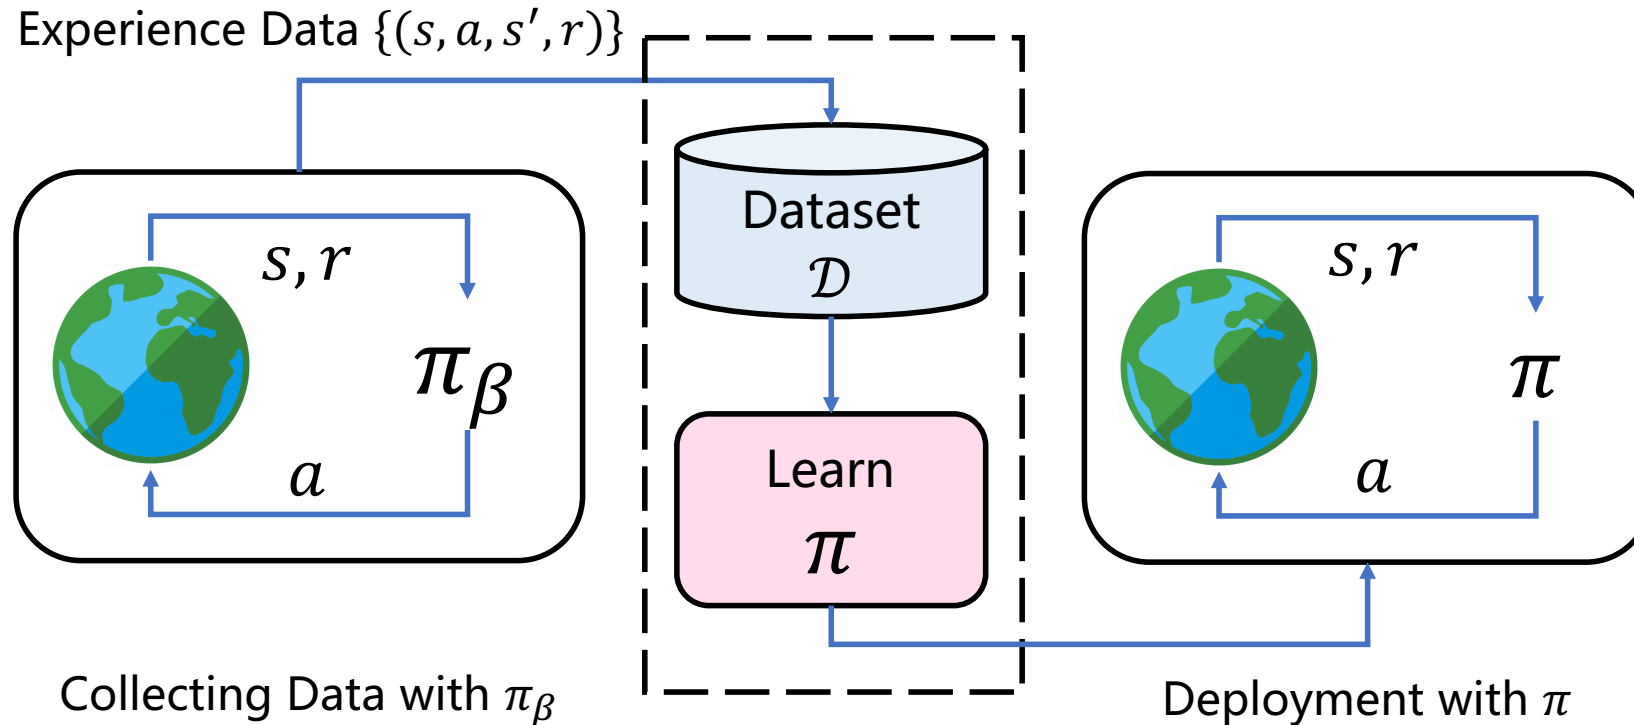 Experience Data {(s, a, s′, r)}
s, r
π_β
a
Collecting Data with π_β
Dataset
𝒟
Learn
π
s, r
π
a
Deployment with π